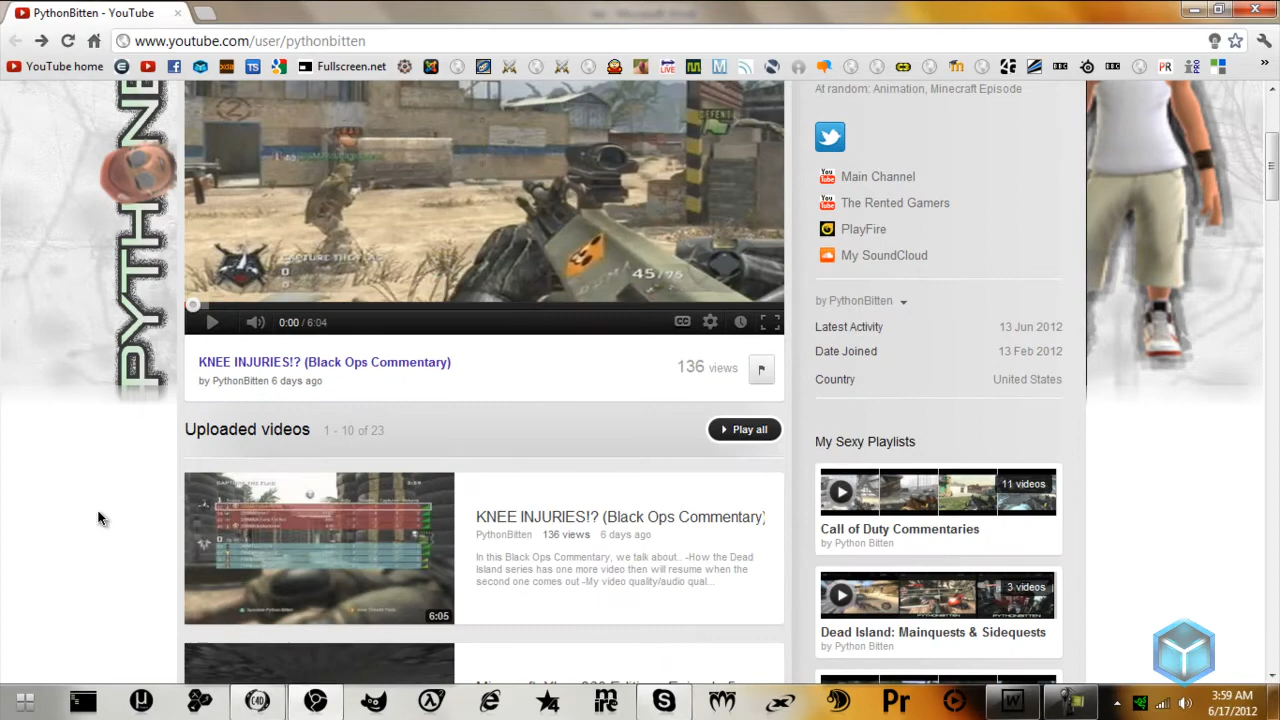 PythonBitten - YouTube
www.youtube.com/user/pythonbitten
YouTube home
Fullscreen.net
PR
At random: Animation, Minecraft Episode
DEFEND
Main Channel
The Rented Gamers
PlayFire
My SoundCloud
CAPTURE THE FLAG
0
0
45/75
0:00 / 6:04
by PythonBitten
Latest Activity 13 Jun 2012
Date Joined 13 Feb 2012
Country United States
KNEE INJURIES!? (Black Ops Commentary)
by PythonBitten 6 days ago
136 views
Uploaded videos 1 - 10 of 23
Play all
My Sexy Playlists
11 videos
Call of Duty Commentaries
by Python Bitten
KNEE INJURIES!? (Black Ops Commentary)
PythonBitten 136 views 6 days ago
In this Black Ops Commentary, we talk about.. -How the Dead
Island series has one more video then will resume when the
second one comes out -My video quality/audio qual...
6:05
3 videos
Dead Island: Mainquests & Sidequests
by Python Bitten
3:59 AM
6/17/2012